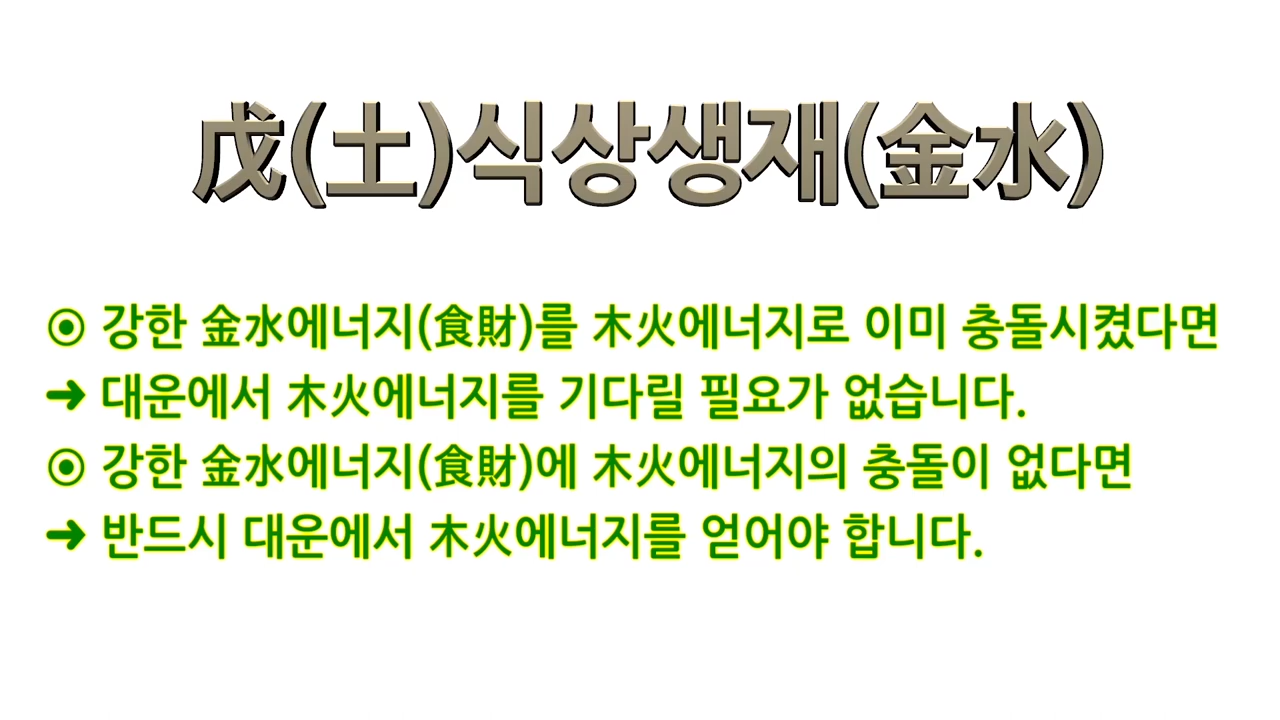 戊(土)식상생재(金水)
⊙ 강한 金水에너지(食財)를 木火에너지로 이미 충돌시켰다면
➜ 대운에서 木火에너지를 기다릴 필요가 없습니다.
⊙ 강한 金水에너지(食財)에 木火에너지의 충돌이 없다면
➜ 반드시 대운에서 木火에너지를 얻어야 합니다.